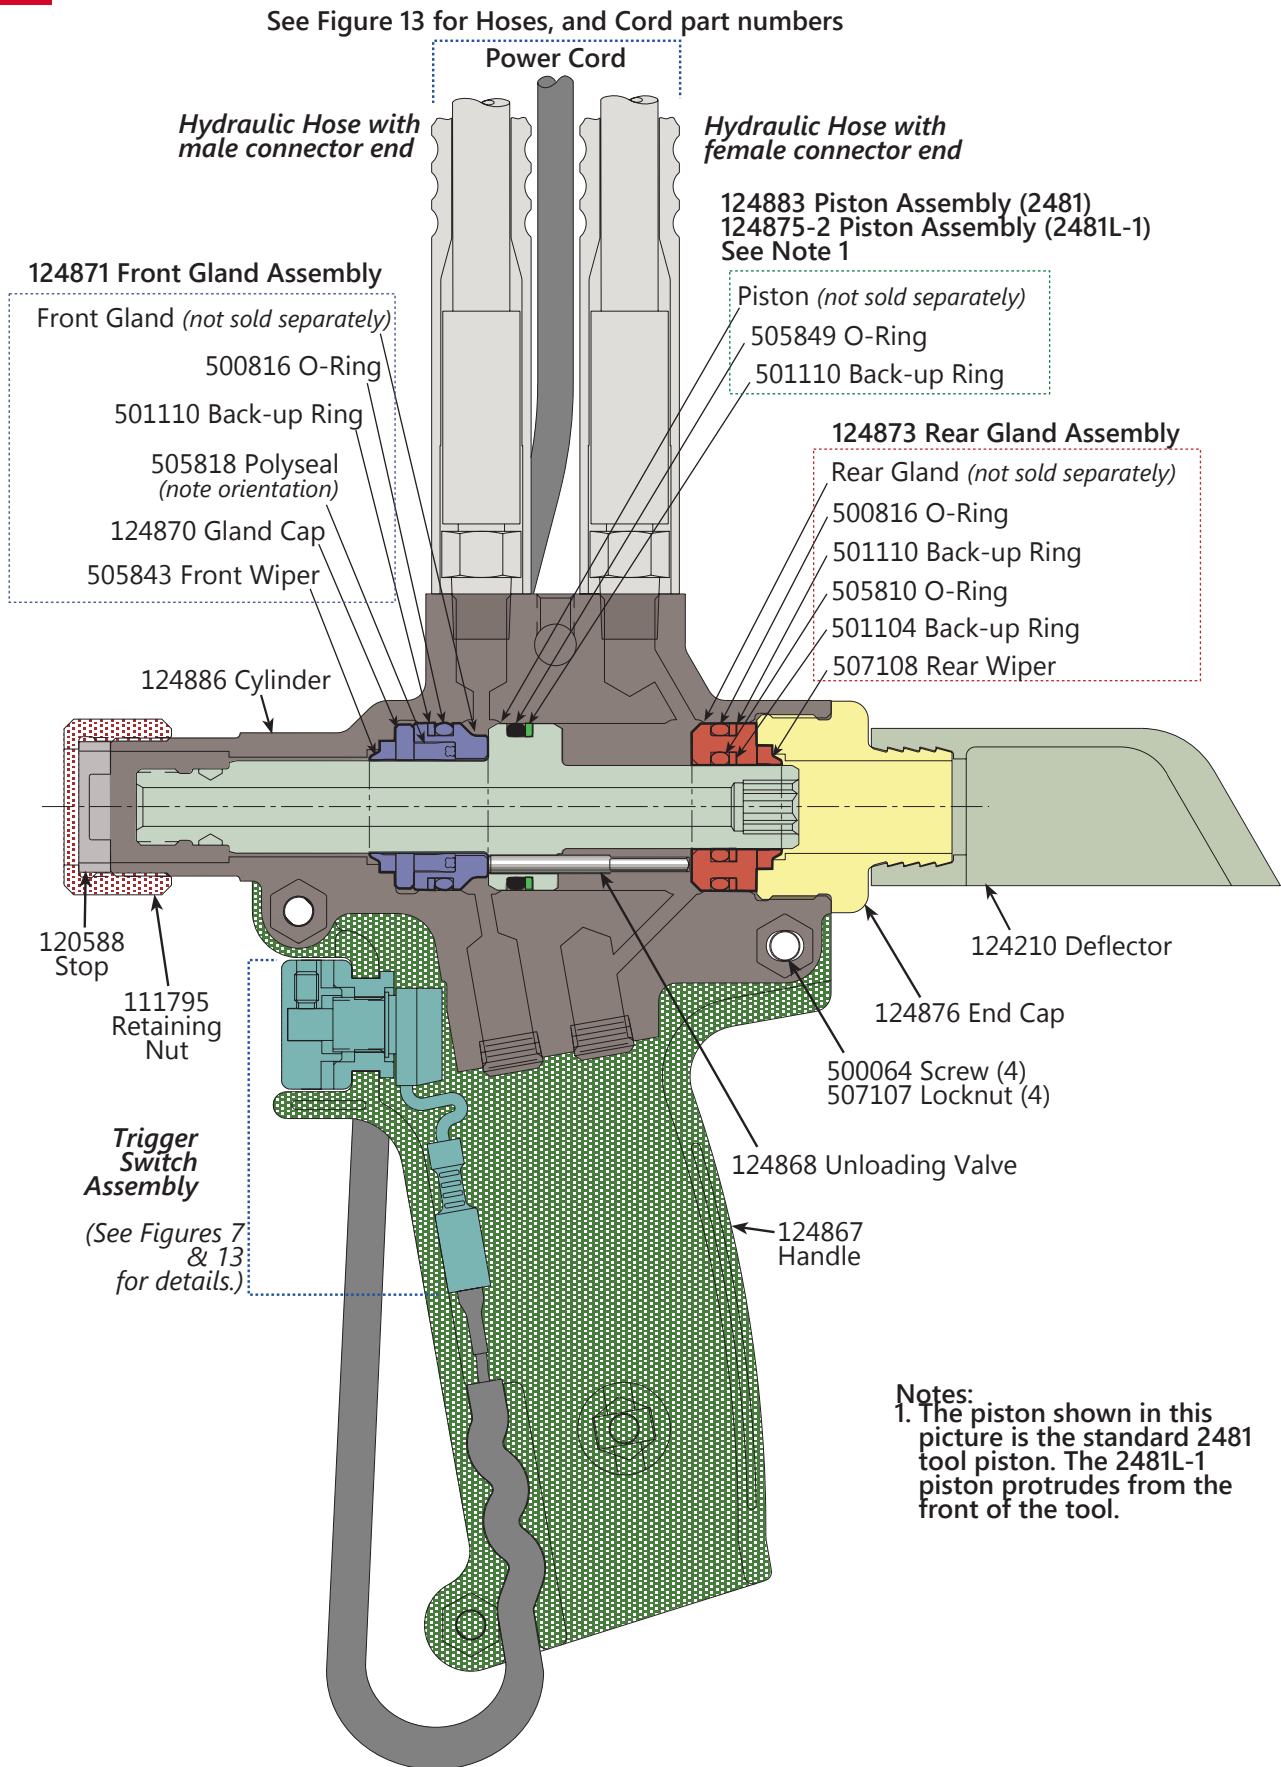 See Figure 13 for Hoses, and Cord part numbers
Power Cord
Hydraulic Hose with
male connector end
Hydraulic Hose with
female connector end
124883 Piston Assembly (2481)
124875-2 Piston Assembly (2481L-1)
See Note 1
Piston (not sold separately)
505849 O-Ring
501110 Back-up Ring
124871 Front Gland Assembly
Front Gland (not sold separately)
500816 O-Ring
501110 Back-up Ring
505818 Polyseal
(note orientation)
124870 Gland Cap
505843 Front Wiper
124873 Rear Gland Assembly
Rear Gland (not sold separately)
500816 O-Ring
501110 Back-up Ring
505810 O-Ring
501104 Back-up Ring
507108 Rear Wiper
124886 Cylinder
120588
Stop
111795
Retaining
Nut
124210 Deflector
124876 End Cap
500064 Screw (4)
507107 Locknut (4)
124868 Unloading Valve
Trigger
Switch
Assembly
(See Figures 7
& 13
for details.)
124867
Handle
Notes:
1. The piston shown in this
picture is the standard 2481
tool piston. The 2481L-1
piston protrudes from the
front of the tool.